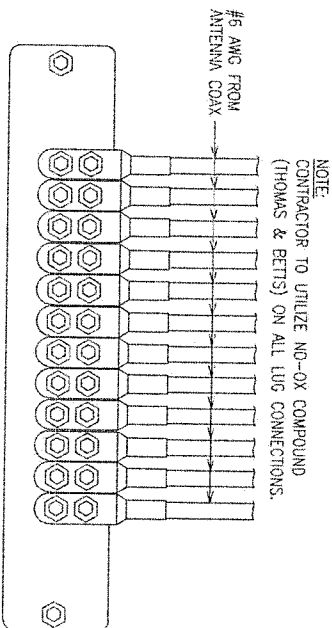 NOTE:
CONTRACTOR TO UTILIZE NO-OX COMPOUND
(THOMAS & BETTS) ON ALL LUG CONNECTIONS.
#6 AWG FROM
ANTENNA COAX